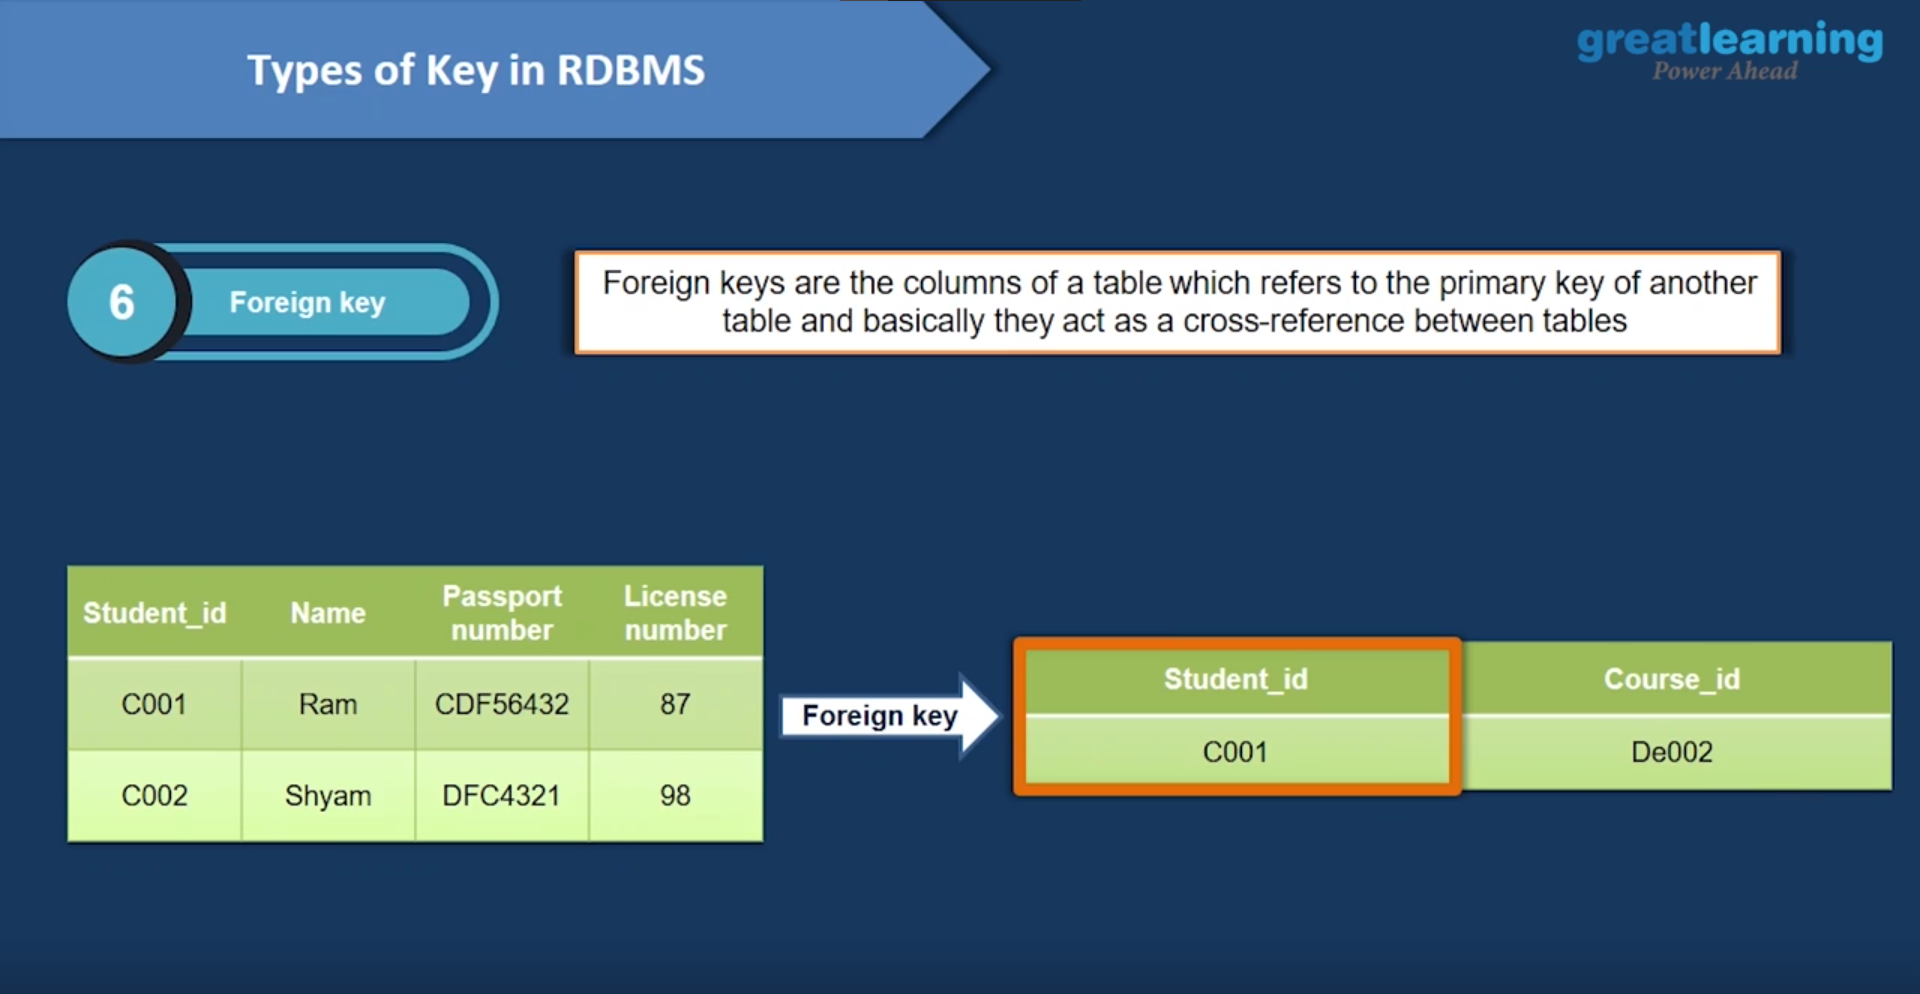 Types of Key in RDBMS
greatlearning
Power Ahead
6
Foreign key
Foreign keys are the columns of a table which refers to the primary key of another
table and basically they act as a cross-reference between tables
Student_id Name Passport number License number
C001 Ram CDF56432 87
C002 Shyam DFC4321 98
Foreign key
Student_id Course_id
C001 De002